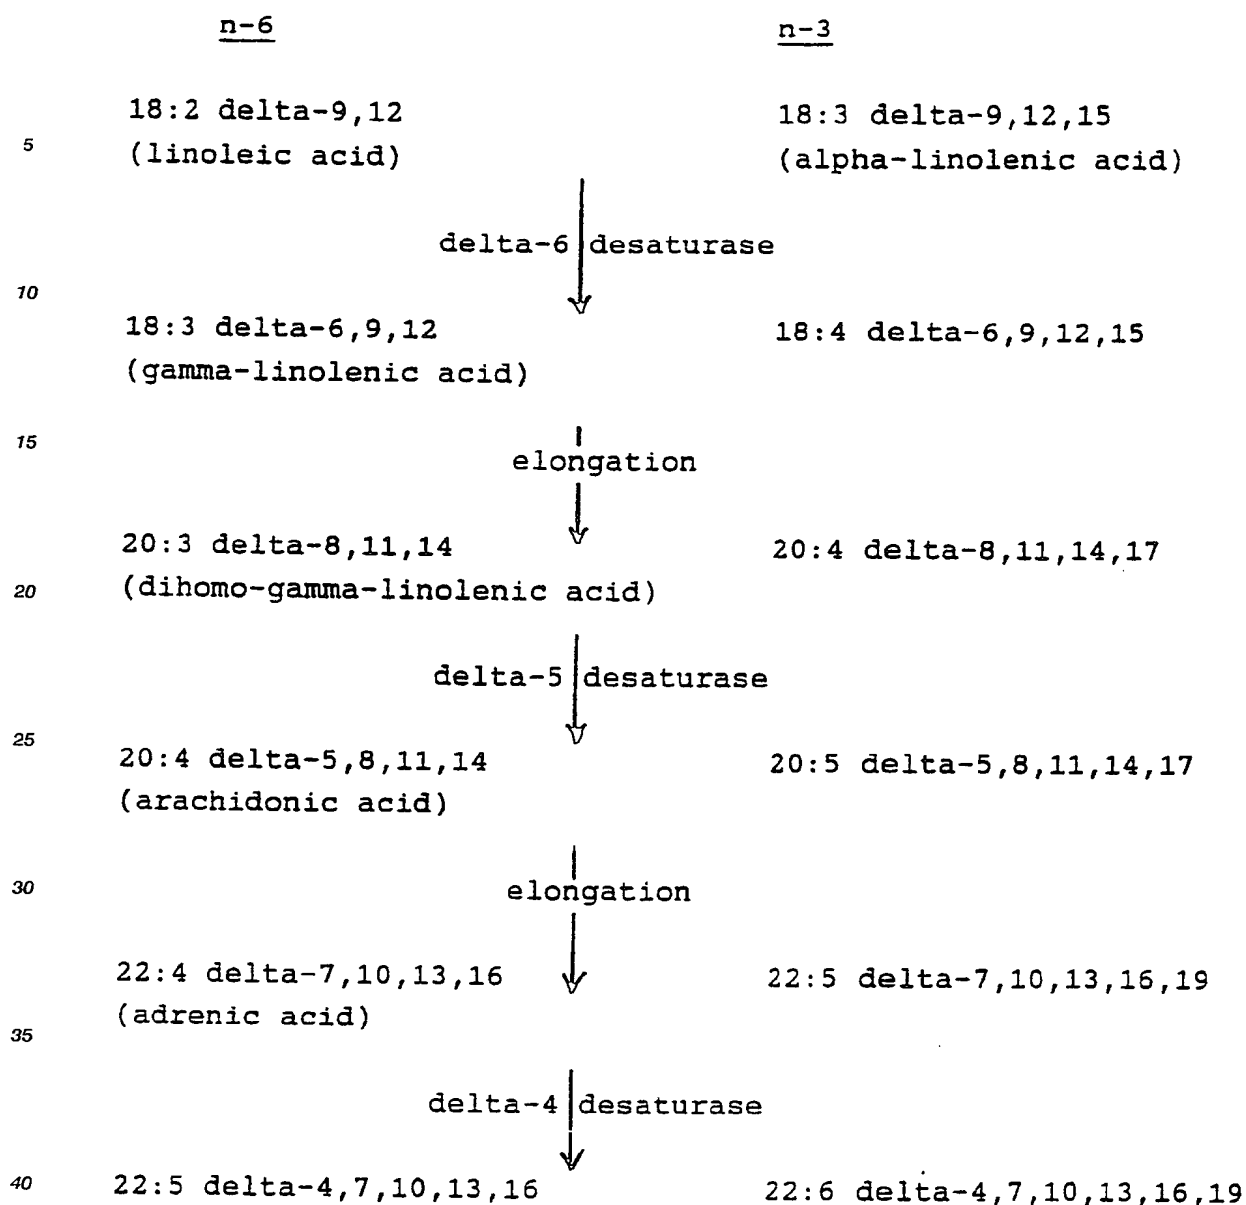 n-6 n-3
18:2 delta-9,12 18:3 delta-9,12,15
5 (linoleic acid) (alpha-linolenic acid)
delta-6 desaturase
10
18:3 delta-6,9,12 18:4 delta-6,9,12,15
(gamma-linolenic acid)
15
elongation
20:3 delta-8,11,14 20:4 delta-8,11,14,17
20 (dihomo-gamma-linolenic acid)
delta-5 desaturase
25
20:4 delta-5,8,11,14 20:5 delta-5,8,11,14,17
(arachidonic acid)
30 elongation
22:4 delta-7,10,13,16 22:5 delta-7,10,13,16,19
(adrenic acid)
35
delta-4 desaturase
40 22:5 delta-4,7,10,13,16 22:6 delta-4,7,10,13,16,19